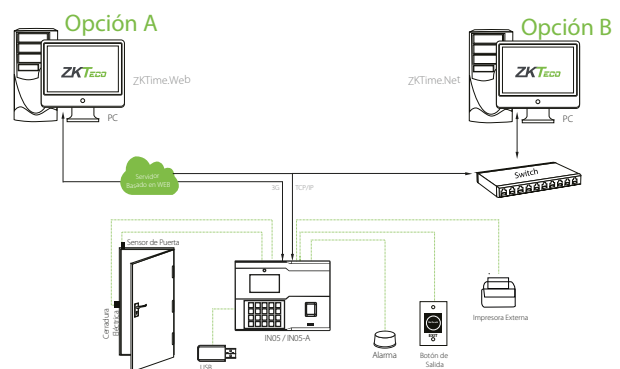 Opción A
Opción B
ZKTECO
ZKTime.Web
PC
ZKTime.Net
ZKTECO
PC
Servidor
Basado en WEB
3G
TCP/IP
Switch
Sensor de Puerta
Cerradura
Eléctrica
IN05 / IN05-A
USB
Alarma
EXIT
Botón de
Salida
Impresora Externa